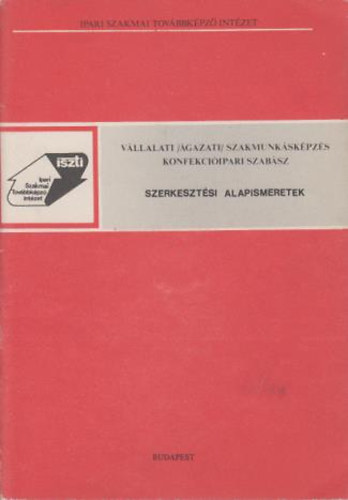 IPARI SZAKMAI TOVÁBBKÉPZŐ INTÉZET
iszti
Ipari
Szakmai
Továbbképző
Intézet
VÁLLALATI /ÁGAZATI/ SZAKMUNKÁSKÉPZÉS
KONFEKCIÓIPARI SZABÁSZ
SZERKESZTÉSI ALAPISMERETEK
BUDAPEST